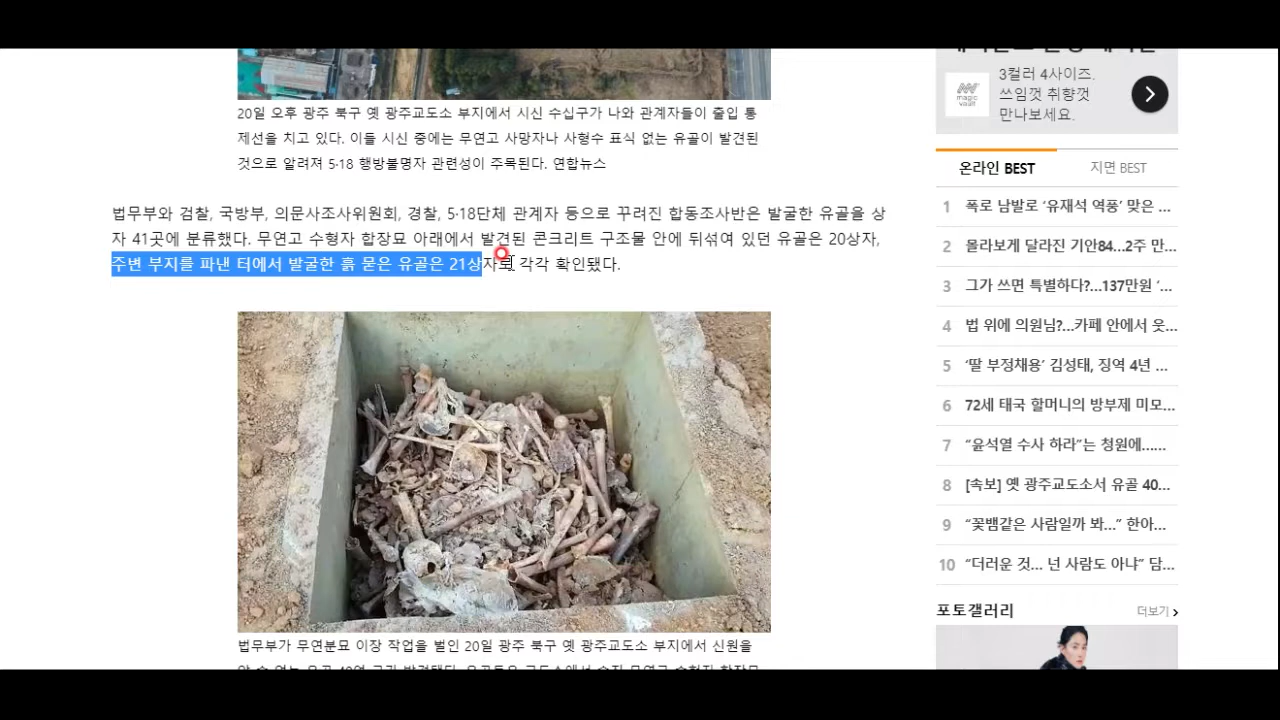 3컬러 4사이즈.
쓰임껏 취향껏
만나보세요.
magic
vault
20일 오후 광주 북구 옛 광주교도소 부지에서 시신 수십구가 나와 관계자들이 출입 통
제선을 치고 있다. 이들 시신 중에는 무연고 사망자나 사형수 표식 없는 유골이 발견된
것으로 알려져 5·18 행방불명자 관련성이 주목된다. 연합뉴스
법무부와 검찰, 국방부, 의문사조사위원회, 경찰, 5·18단체 관계자 등으로 꾸려진 합동조사반은 발굴한 유골을 상
자 41곳에 분류했다. 무연고 수형자 합장묘 아래에서 발견된 콘크리트 구조물 안에 뒤섞여 있던 유골은 20상자,
주변 부지를 파낸 터에서 발굴한 흙 묻은 유골은 21상자로 각각 확인됐다.
법무부가 무연분묘 이장 작업을 벌인 20일 광주 북구 옛 광주교도소 부지에서 신원을
온라인 BEST
지면 BEST
1 폭로 남발로 ‘유재석 역풍’ 맞은 ...
2 몰라보게 달라진 기안84...2주 만...
3 그가 쓰면 특별하다?...137만원 ‘...
4 법 위에 의원님?...카페 안에서 웃...
5 ‘딸 부정채용’ 김성태, 징역 4년 ...
6 72세 태국 할머니의 방부제 미모...
7 “윤석열 수사 하라”는 청원에......
8 [속보] 옛 광주교도소서 유골 40...
9 “꽃뱀같은 사람일까 봐...” 한아...
10 “더러운 것... 넌 사람도 아냐” 담...
포토갤러리
더보기 >